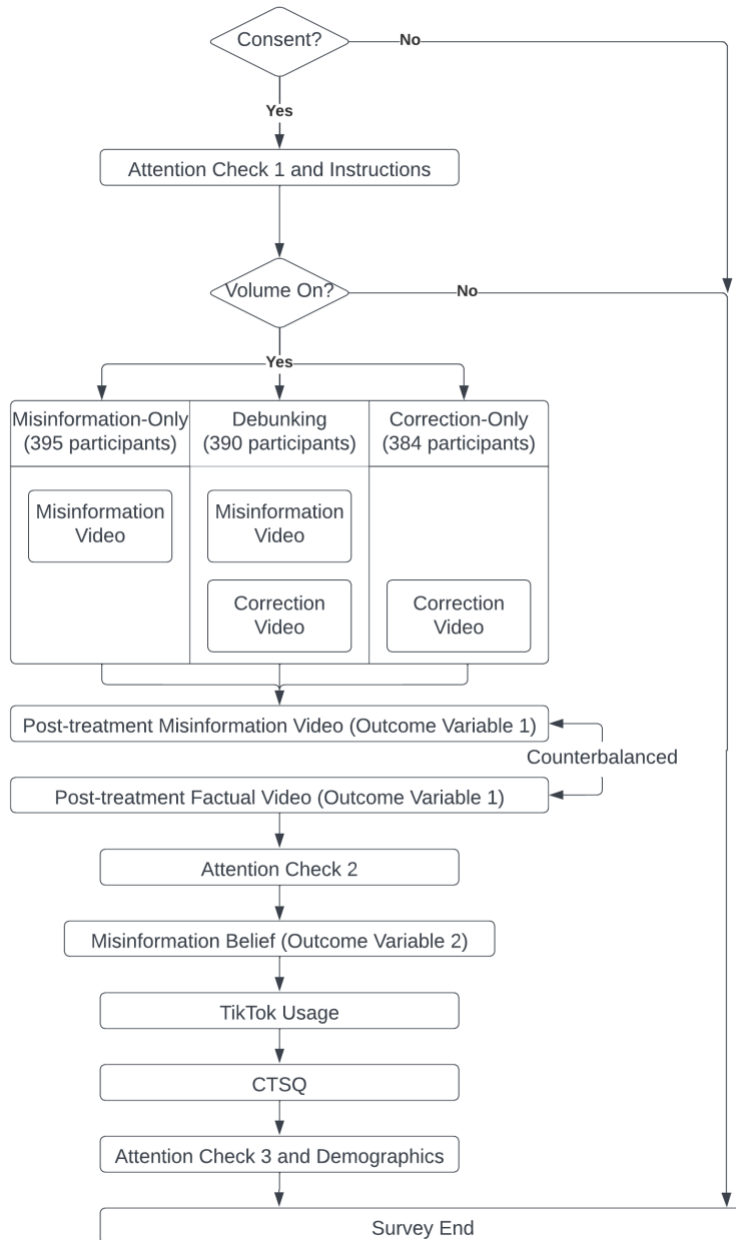 Consent?
No
Yes
Attention Check 1 and Instructions
Volume On?
No
Yes
Misinformation-Only
(395 participants)
Debunking
(390 participants)
Correction-Only
(384 participants)
Misinformation
Video
Misinformation
Video
Correction
Video
Correction
Video
Post-treatment Misinformation Video (Outcome Variable 1)
Counterbalanced
Post-treatment Factual Video (Outcome Variable 1)
Attention Check 2
Misinformation Belief (Outcome Variable 2)
TikTok Usage
CTSQ
Attention Check 3 and Demographics
Survey End